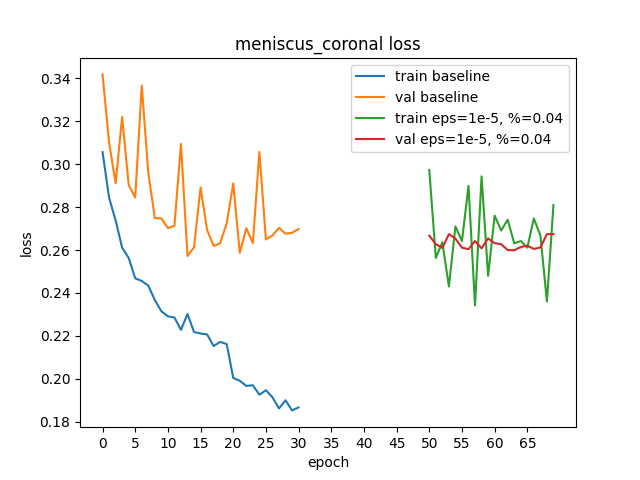 meniscus_coronal loss
train baseline
val baseline
train eps=1e-5, %=0.04
val eps=1e-5, %=0.04
loss
0.34
0.32
0.30
0.28
0.26
0.24
0.22
0.20
0.18
0 5 10 15 20 25 30 35 40 45 50 55 60 65
epoch